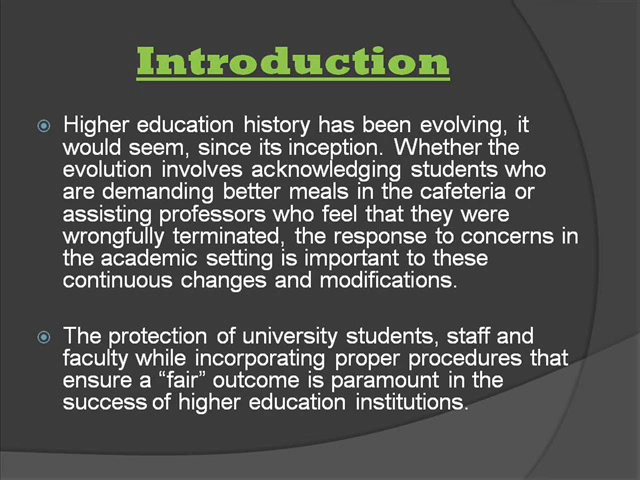 Introduction
Higher education history has been evolving, it
would seem, since its inception.  Whether the
evolution involves acknowledging students who
are demanding better meals in the cafeteria or
assisting professors who feel that they were
wrongfully terminated, the response to concerns in
the academic setting is important to these
continuous changes and modifications.
The protection of university students, staff and
faculty while incorporating proper procedures that
ensure a “fair” outcome is paramount in the
success of higher education institutions.